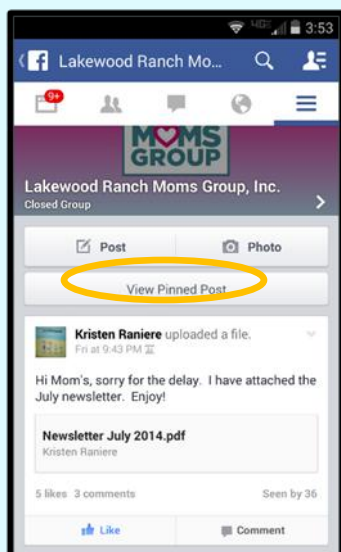 4G 3:53
Lakewood Ranch Mo...
9+
MOMS
GROUP
Lakewood Ranch Moms Group, Inc.
Closed Group
Post Photo
View Pinned Post
Kristen Raniere uploaded a file.
Fri at 9:43 PM
Hi Mom's, sorry for the delay. I have attached the
July newsletter. Enjoy!
Newsletter July 2014.pdf
Kristen Raniere
5 likes 3 comments Seen by 36
Like Comment